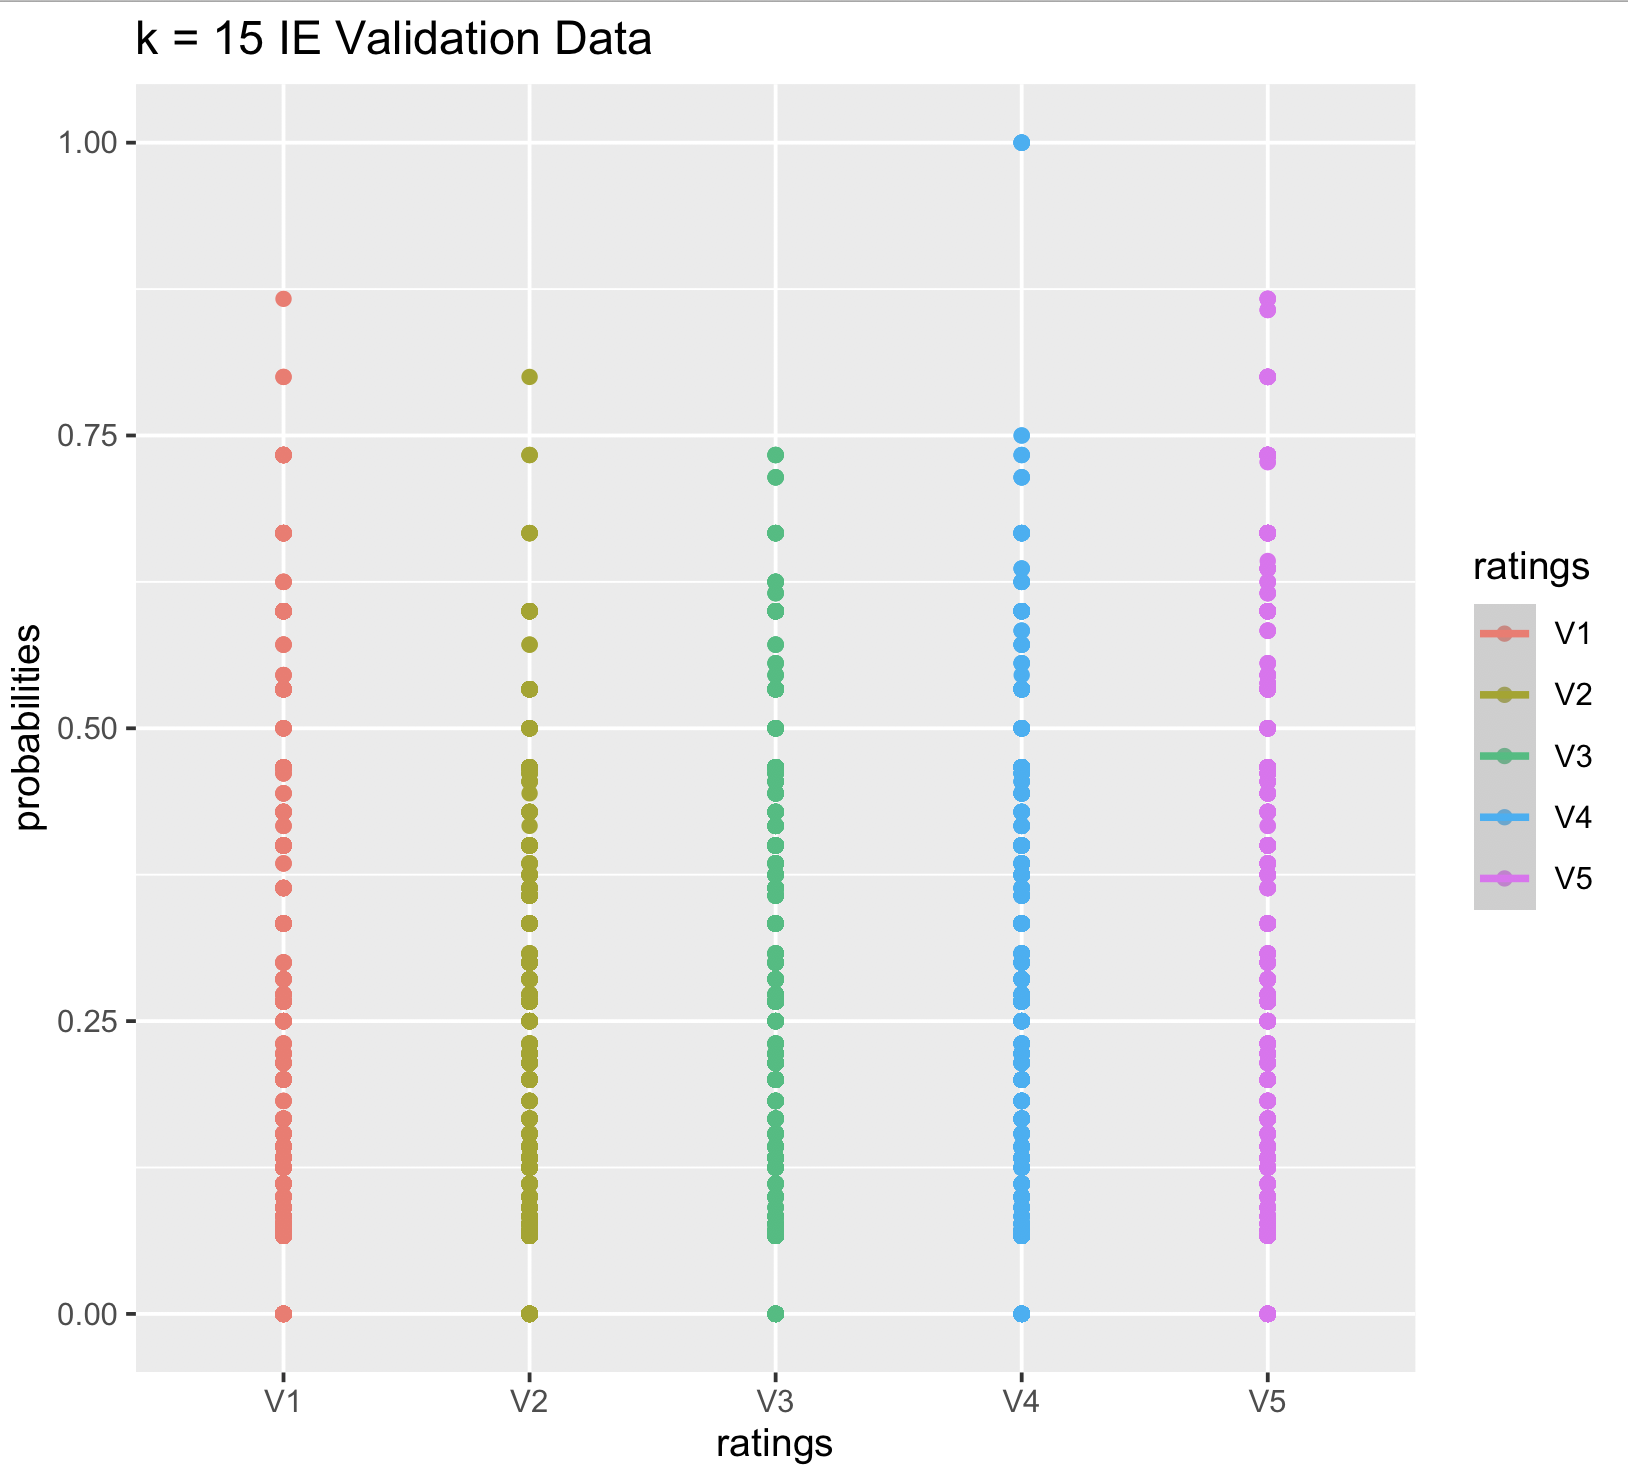 k = 15 IE Validation Data
1.00
0.75
0.50
0.25
0.00
probabilities
V1
V2
V3
V4
V5
ratings
ratings
V1
V2
V3
V4
V5